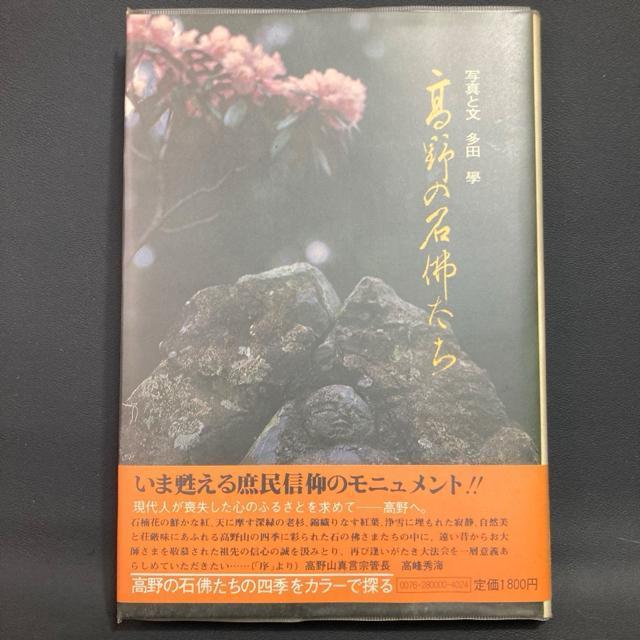 写真と文 多田 學
高野の石佛たち
いま甦える庶民信仰のモニュメント!!
現代人が喪失した心のふるさとを求めて──高野へ。
石楠花の鮮かな紅、天に摩す深緑の老杉、錦織りなす紅葉、浄雪に埋もれた寂静、自然美
と荘厳味にあふれる高野山の四季に彩られた石の佛さまたちの中に、遠い昔からお大
師さまを敬慕された祖先の信心の誠を汲みとり、再び逢いがたき大法会を一層意義あ
らしめていただきたい……(「序」より) 高野山真言宗管長 高峰秀海
高野の石佛たちの四季をカラーで探る 0076-280000-4024 定価1800円